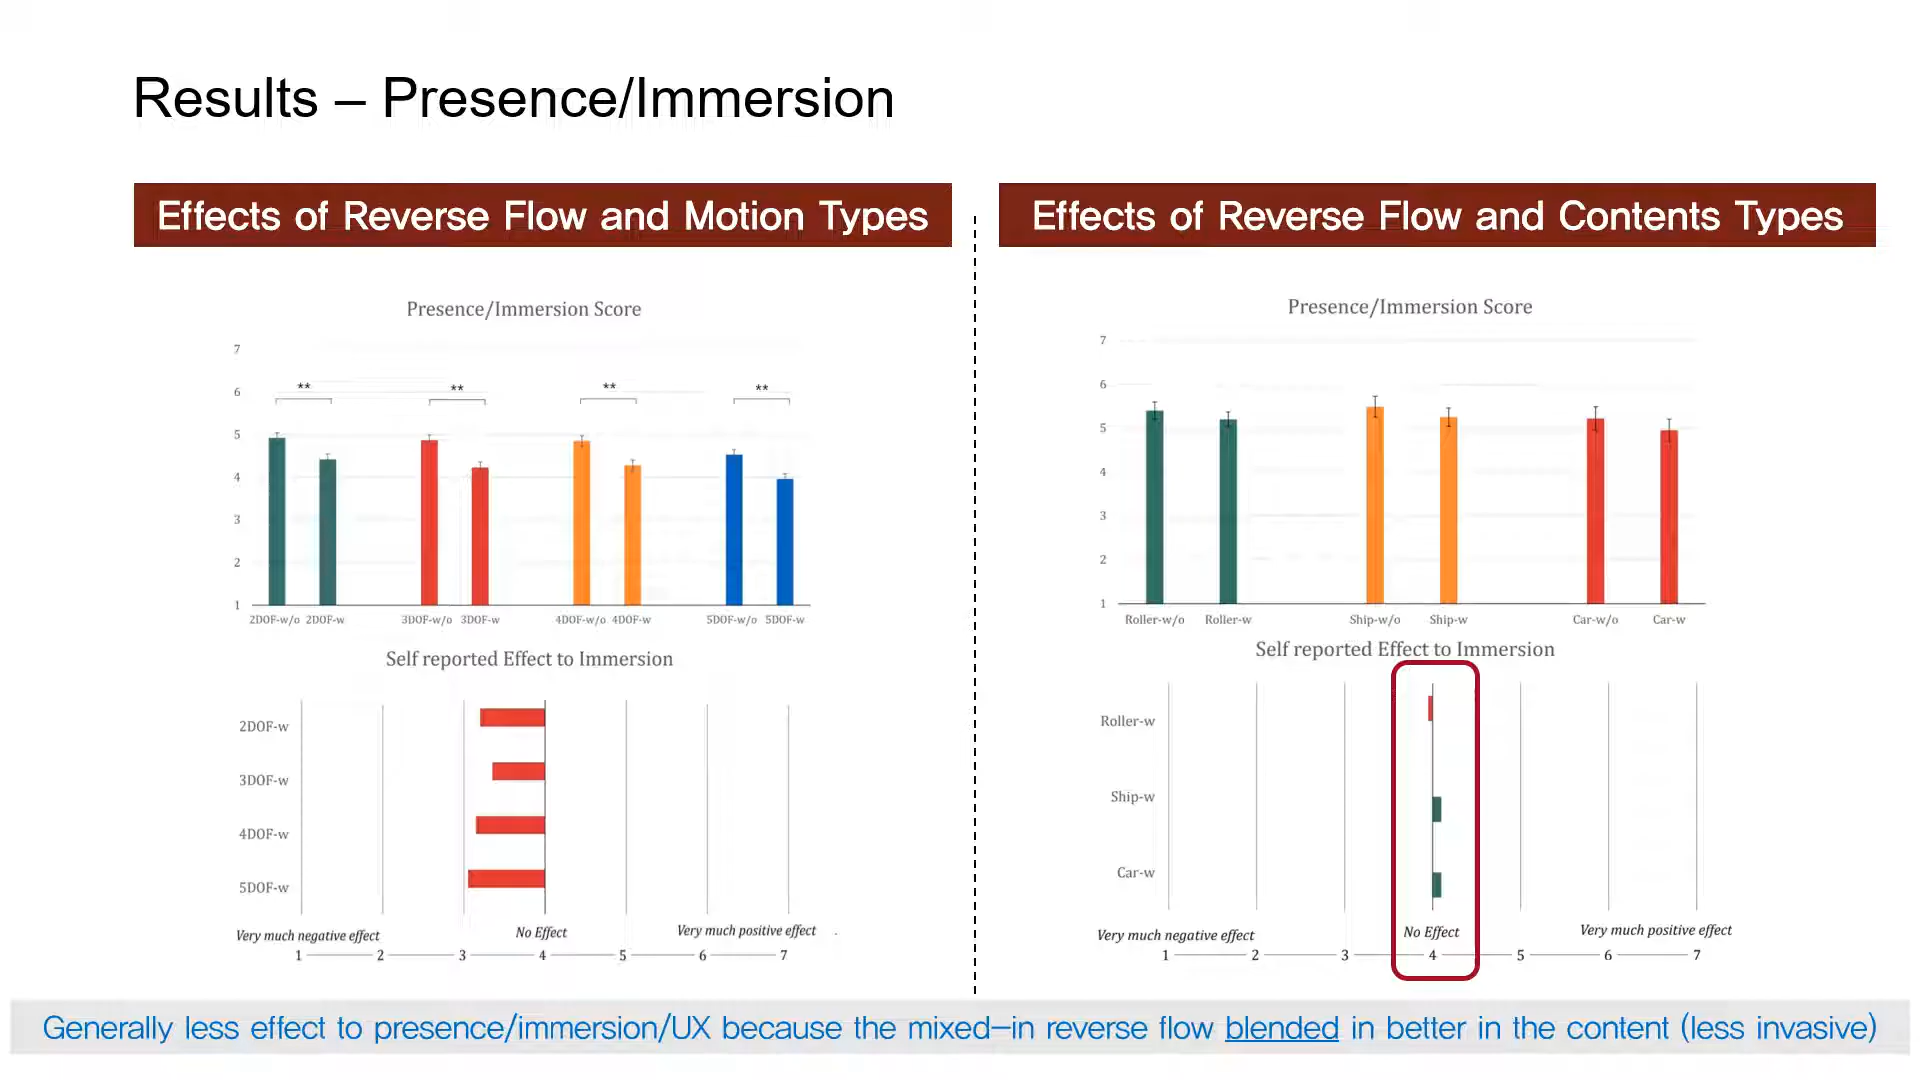 Results – Presence/Immersion
Effects of Reverse Flow and Motion Types
Presence/Immersion Score
7
6
5
4
3
2
1
** ** ** **
2DOF-w/o 2DOF-w 3DOF-w/o 3DOF-w 4DOF-w/o 4DOF-w 5DOF-w/o 5DOF-w
Self reported Effect to Immersion
2DOF-w
3DOF-w
4DOF-w
5DOF-w
Very much negative effect No Effect Very much positive effect
1 2 3 4 5 6 7
Effects of Reverse Flow and Contents Types
Presence/Immersion Score
7
6
5
4
3
2
1
Roller-w/o Roller-w Ship-w/o Ship-w Car-w/o Car-w
Self reported Effect to Immersion
Roller-w
Ship-w
Car-w
Very much negative effect No Effect Very much positive effect
1 2 3 4 5 6 7
Generally less effect to presence/immersion/UX because the mixed-in reverse flow blended in better in the content (less invasive)